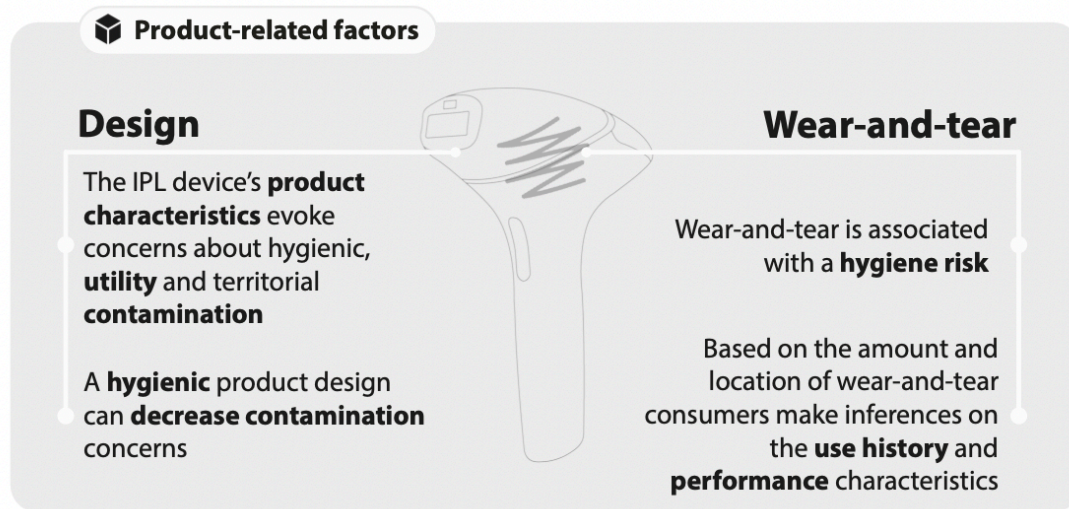 Product-related factors
Design
The IPL device's product
characteristics evoke
concerns about hygienic,
utility and territorial
contamination
A hygienic product design
can decrease contamination
concerns
Wear-and-tear
Wear-and-tear is associated
with a hygiene risk
Based on the amount and
location of wear-and-tear
consumers make inferences on
the use history and
performance characteristics